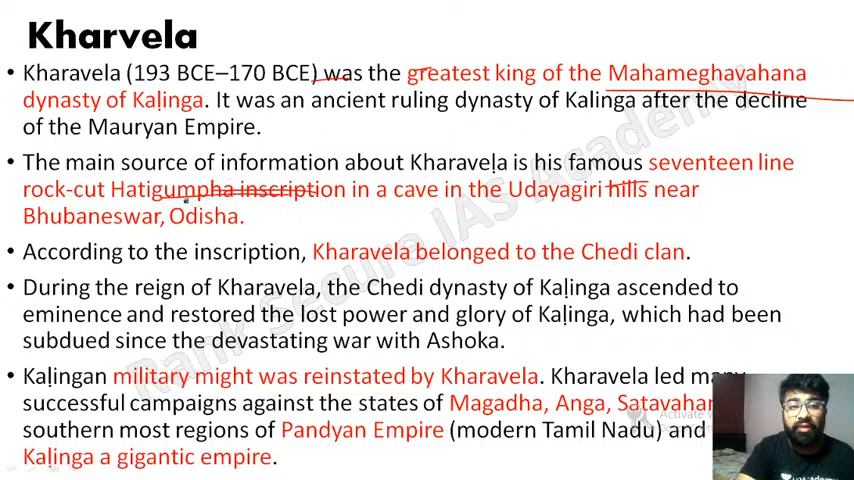 Kharvela
• Kharavela (193 BCE–170 BCE) was the greatest king of the Mahameghavahana
dynasty of Kaḷinga. It was an ancient ruling dynasty of Kalinga after the decline
of the Mauryan Empire.
• The main source of information about Kharaveḷa is his famous seventeen line
rock-cut Hatigumpha inscription in a cave in the Udayagiri hills near
Bhubaneswar, Odisha.
• According to the inscription, Kharavela belonged to the Chedi clan.
• During the reign of Kharavela, the Chedi dynasty of Kaḷinga ascended to
eminence and restored the lost power and glory of Kaḷinga, which had been
subdued since the devastating war with Ashoka.
• Kaḷingan military might was reinstated by Kharavela. Kharavela led many
successful campaigns against the states of Magadha, Anga, Satavahan
southern most regions of Pandyan Empire (modern Tamil Nadu) and
Kaḷinga a gigantic empire.
Rank Secure IAS Academy
Activate